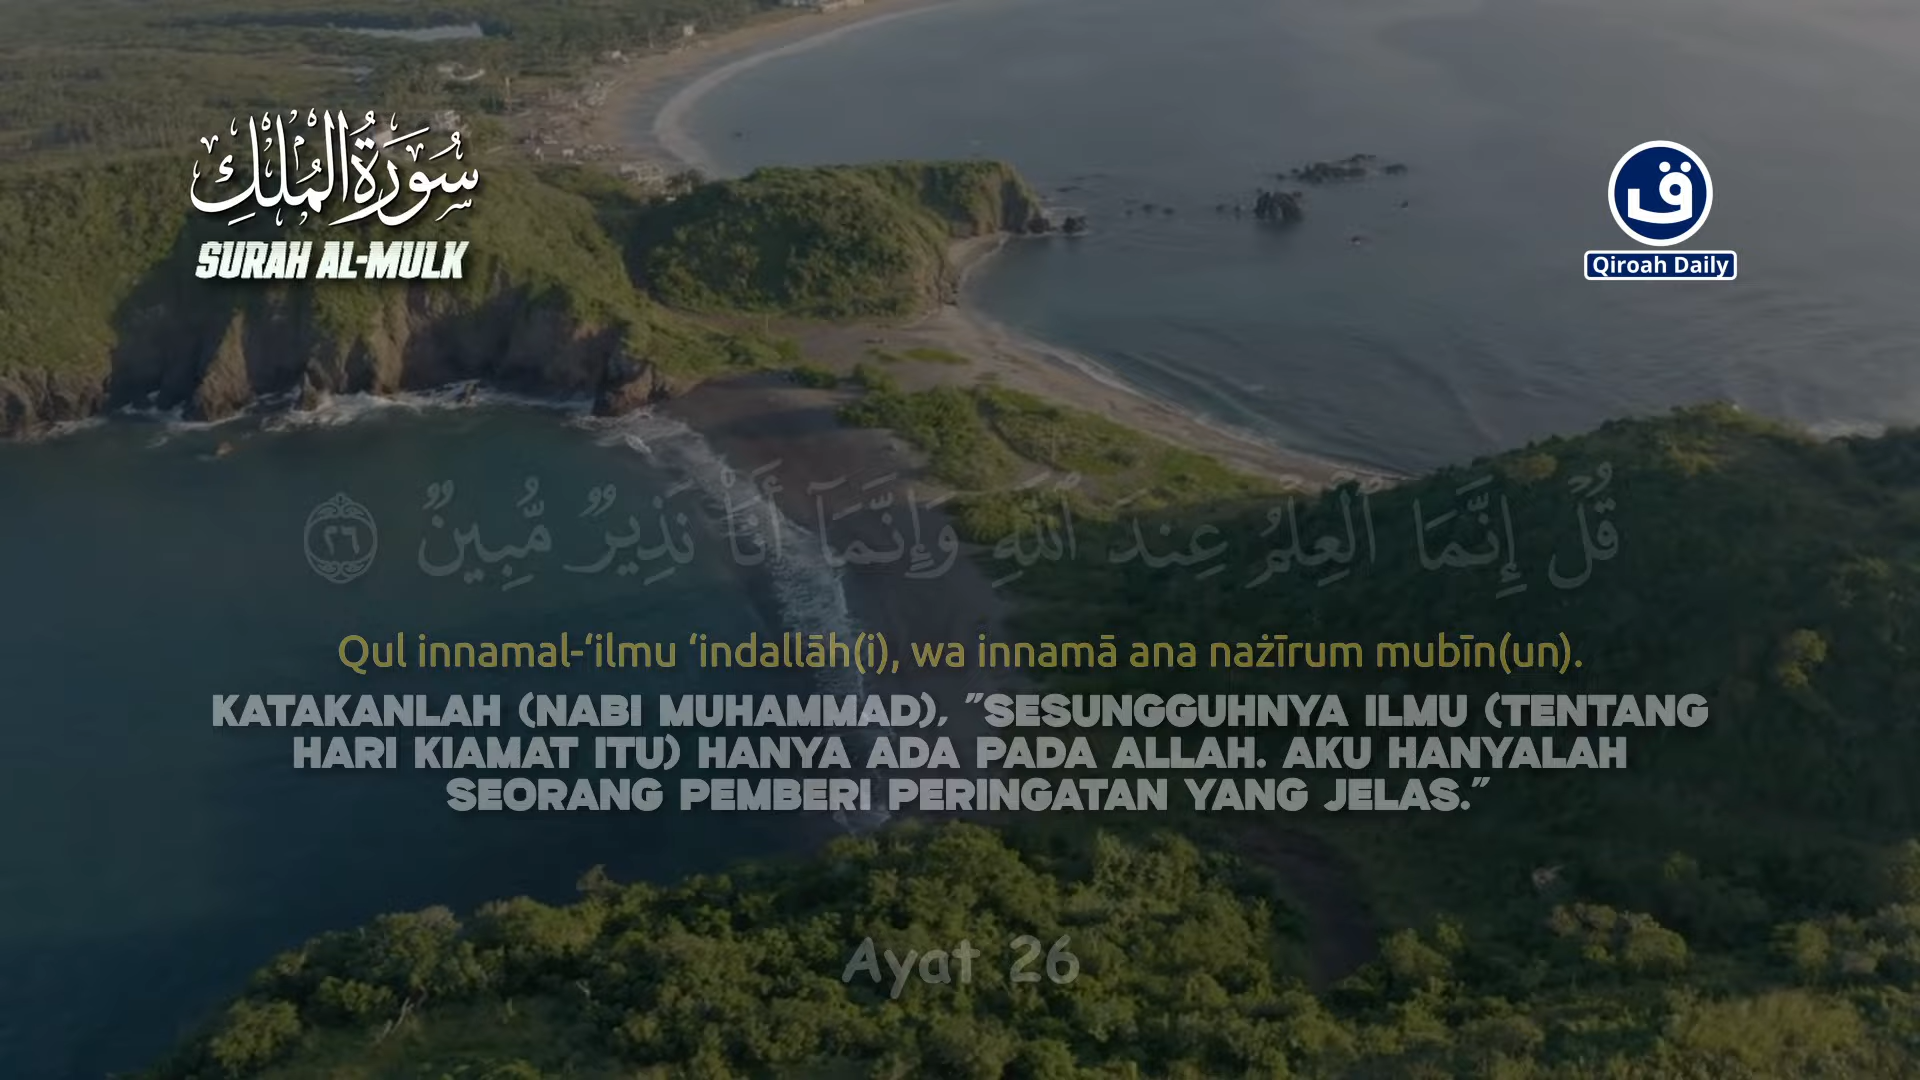 سُورَةُ الْمُلْكِ
SURAH AL-MULK
ق
Qiroah Daily
قُلْ إِنَّمَا ٱلْعِلْمُ عِندَ ٱللَّهِ وَإِنَّمَآ أَنَا۠ نَذِيرٌ مُّبِينٌ ٢٦
Qul innamal-‘ilmu ‘indallāh(i), wa innamā ana nażīrum mubīn(un).
KATAKANLAH (NABI MUHAMMAD), "SESUNGGUHNYA ILMU (TENTANG
HARI KIAMAT ITU) HANYA ADA PADA ALLAH. AKU HANYALAH
SEORANG PEMBERI PERINGATAN YANG JELAS."
Ayat 26